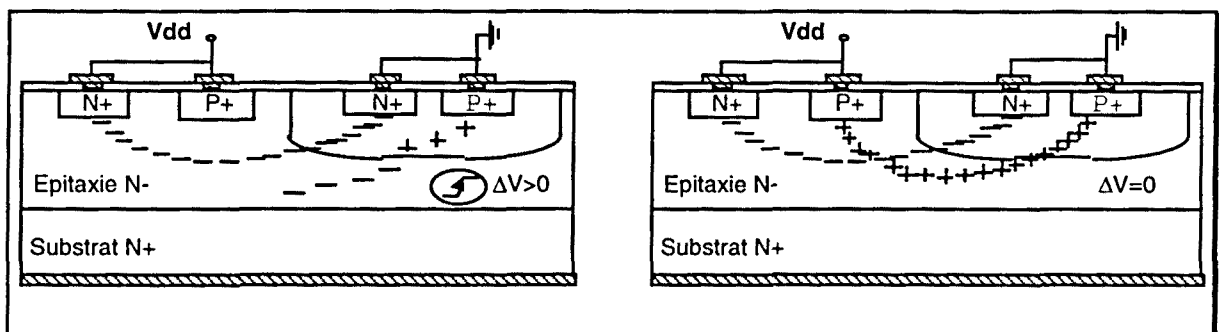 Vdd
N+ P+ N+ P+
Epitaxie N- ΔV>0
Substrat N+
Vdd
N+ P+ N+ P+
Epitaxie N- ΔV=0
Substrat N+